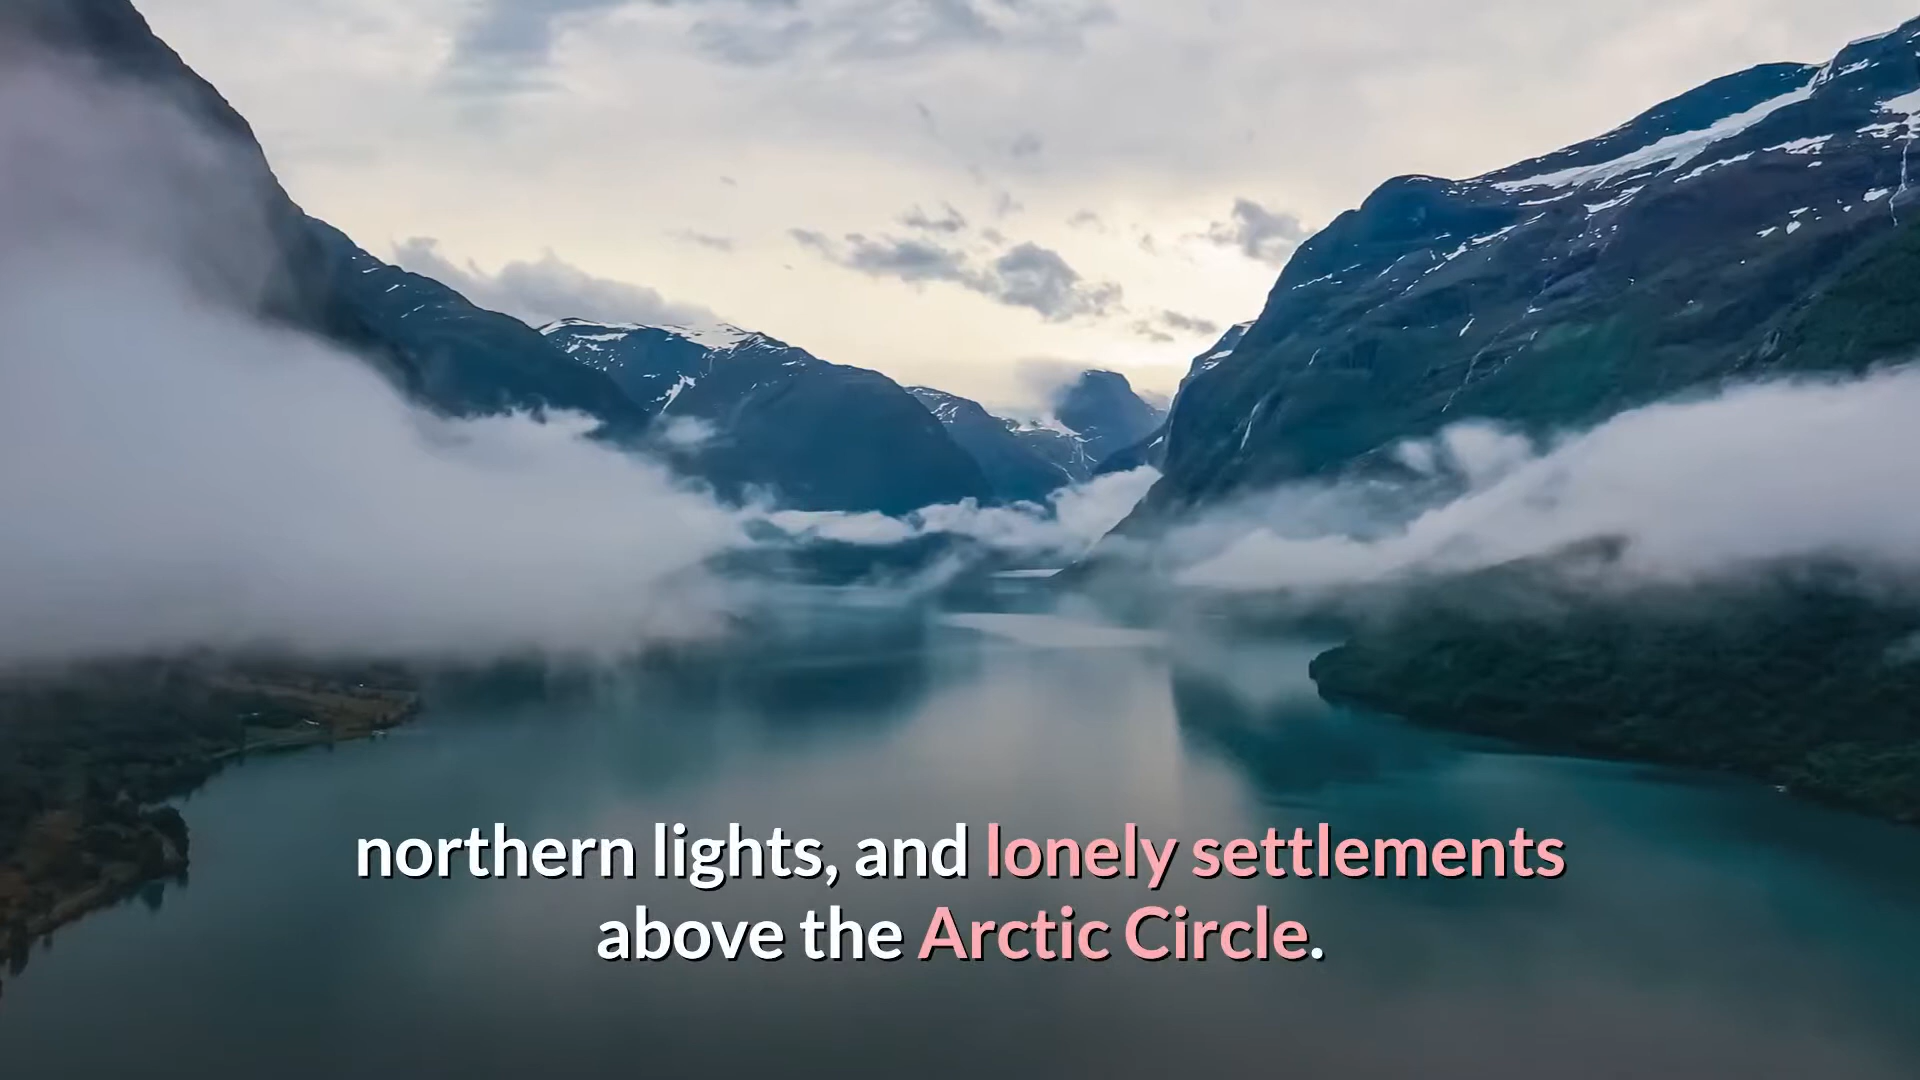 northern lights, and lonely settlements
above the Arctic Circle.